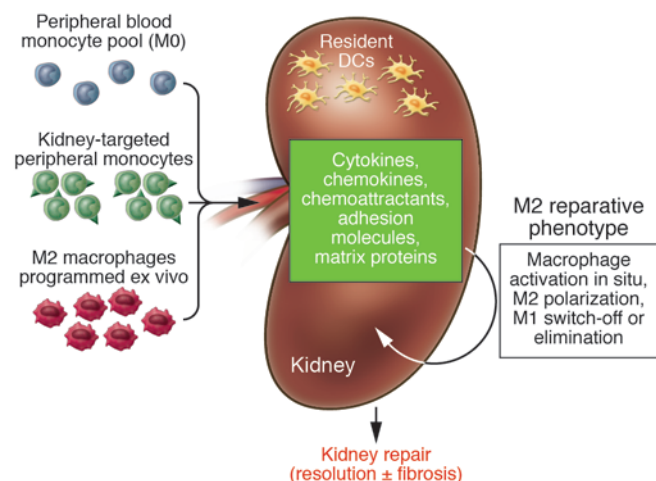 Peripheral blood
monocyte pool (M0)
Kidney-targeted
peripheral monocytes
M2 macrophages
programmed ex vivo
Resident
DCs
Cytokines,
chemokines,
chemoattractants,
adhesion
molecules,
matrix proteins
Kidney
M2 reparative
phenotype
Macrophage
activation in situ,
M2 polarization,
M1 switch-off or
elimination
Kidney repair
(resolution ± fibrosis)